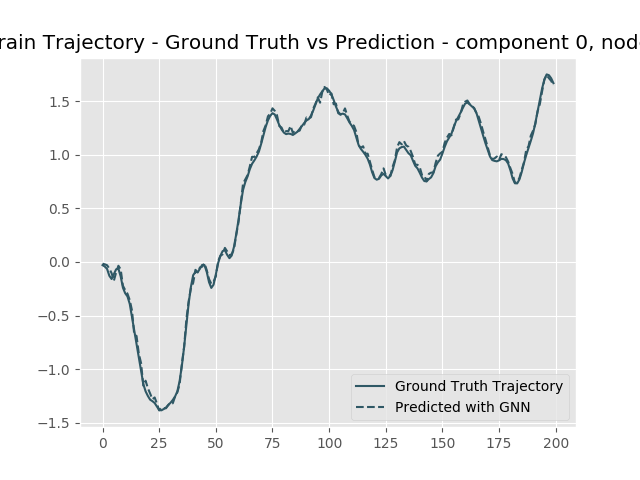 rain Trajectory - Ground Truth vs Prediction - component 0, nod
1.5
1.0
0.5
0.0
−0.5
−1.0
−1.5
Ground Truth Trajectory
Predicted with GNN
0 25 50 75 100 125 150 175 200